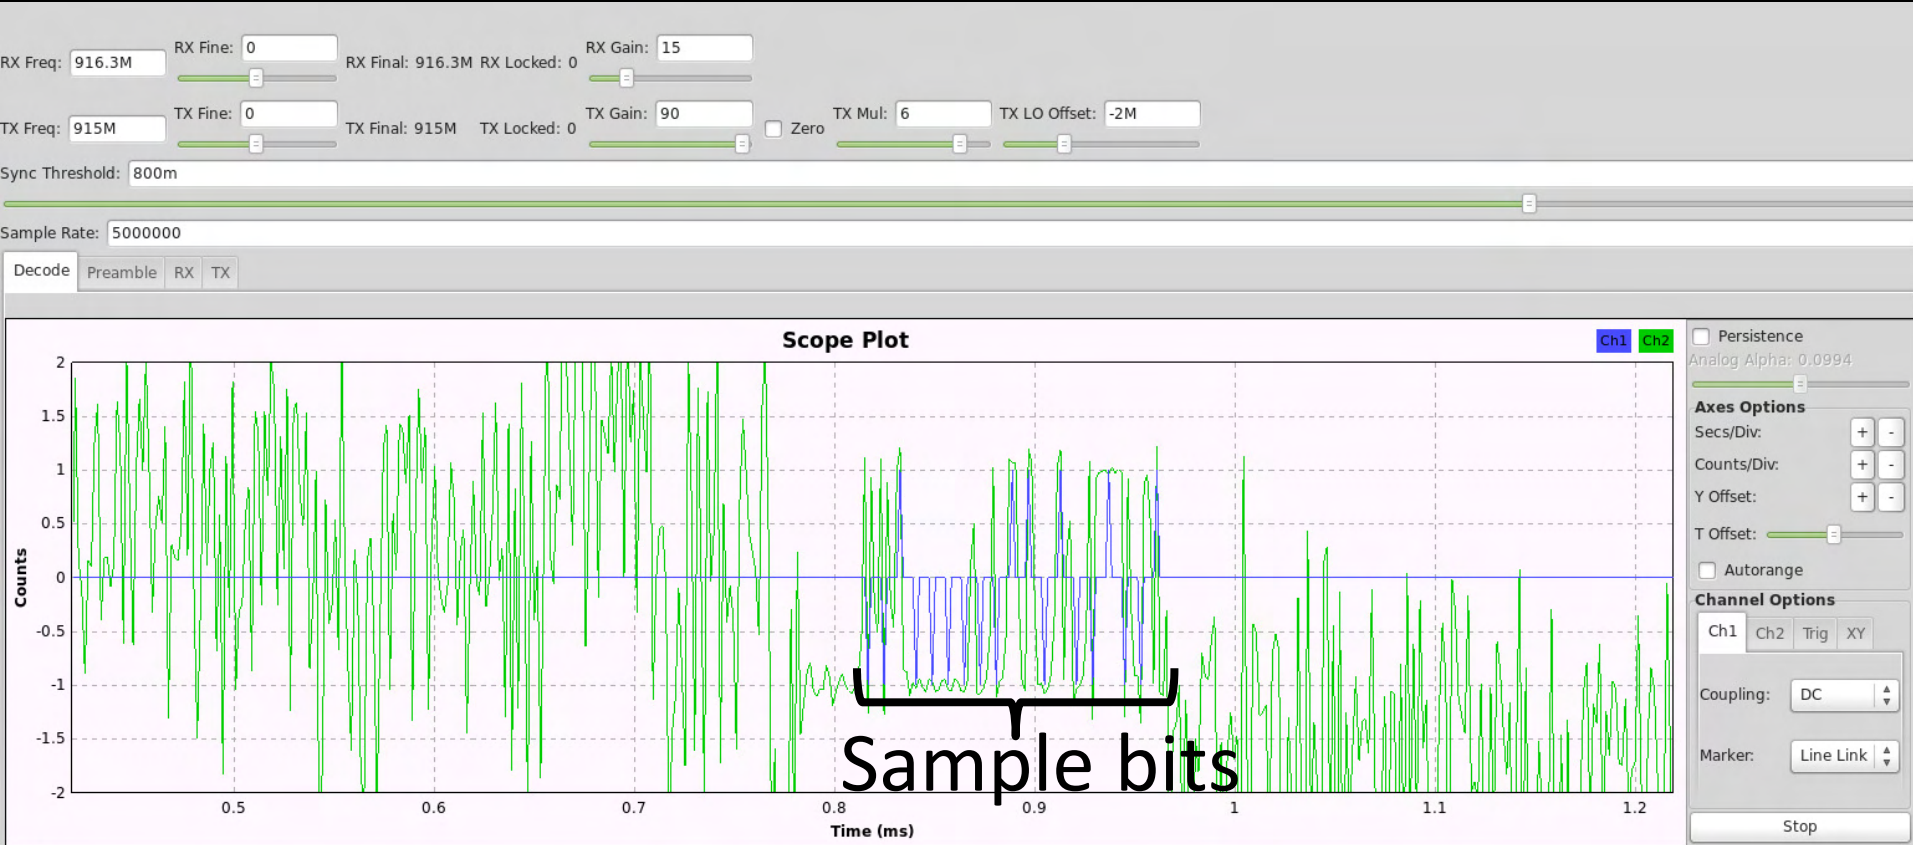 RX Freq: 916.3M RX Fine: 0 RX Final: 916.3M RX Locked: 0 RX Gain: 15
TX Freq: 915M TX Fine: 0 TX Final: 915M TX Locked: 0 TX Gain: 90 Zero TX Mul: 6 TX LO Offset: -2M
Sync Threshold: 800m
Sample Rate: 5000000
Decode Preamble RX TX
Scope Plot
Ch1 Ch2
2
1.5
1
0.5
0
-0.5
-1
-1.5
-2
Counts
0.5 0.6 0.7 0.8 0.9 1 1.1 1.2
Time (ms)
Sample bits
Persistence
Analog Alpha: 0.0994
Axes Options
Secs/Div: + -
Counts/Div: + -
Y Offset: + -
T Offset:
Autorange
Channel Options
Ch1 Ch2 Trig XY
Coupling: DC
Marker: Line Link
Stop